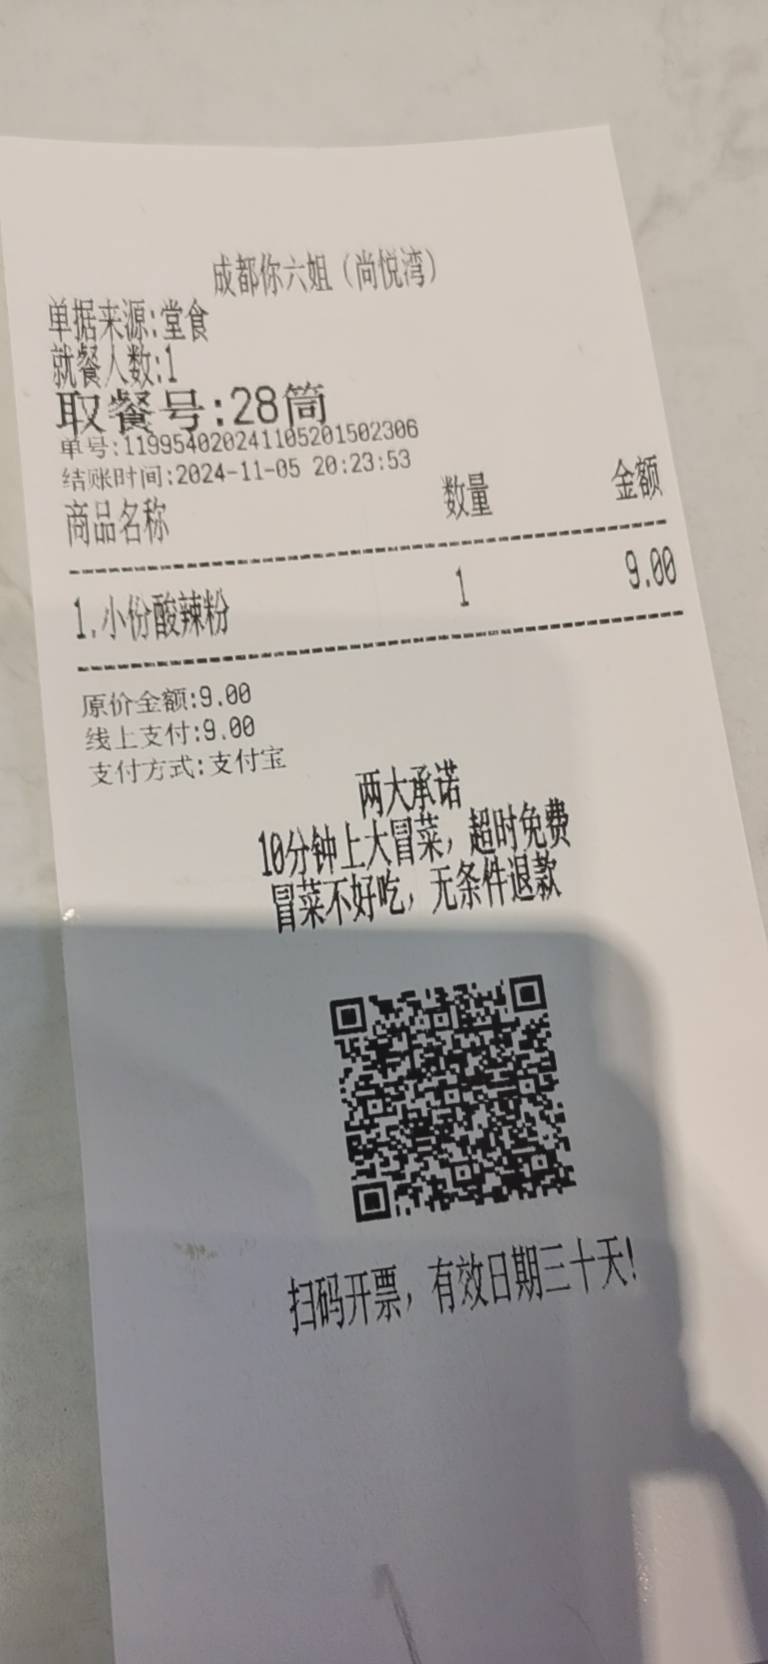 成都你六姐（尚悦湾）
单据来源:堂食
就餐人数:1
取餐号:28筒
单号:119954020241105201502306
结账时间:2024-11-05 20:23:53
商品名称 数量 金额
1.小份酸辣粉 1 9.00
原价金额:9.00
线上支付:9.00
支付方式:支付宝
两大承诺
10分钟上大冒菜，超时免费
冒菜不好吃，无条件退款
扫码开票，有效日期三十天!